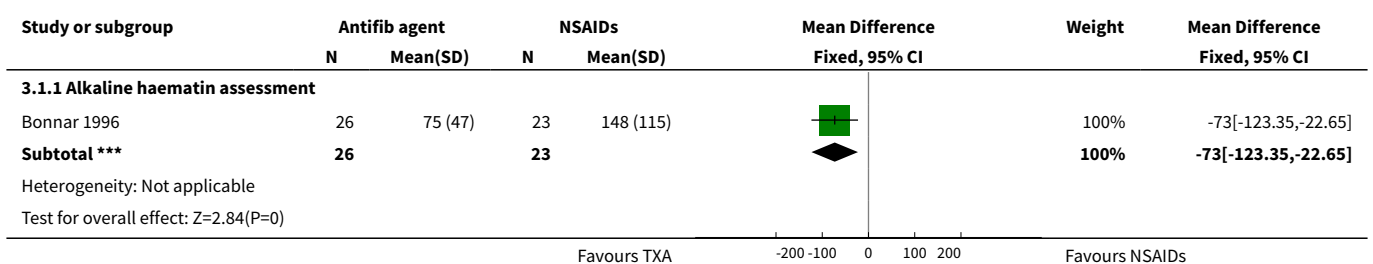 Study or subgroup Antifib agent NSAIDs Mean Difference Weight Mean Difference
N Mean(SD) N Mean(SD) Fixed, 95% CI Fixed, 95% CI
3.1.1 Alkaline haematin assessment
Bonnar 1996 26 75 (47) 23 148 (115) 100% -73[-123.35,-22.65]
Subtotal *** 26 23 100% -73[-123.35,-22.65]
Heterogeneity: Not applicable
Test for overall effect: Z=2.84(P=0)
Favours TXA -200 -100 0 100 200 Favours NSAIDs